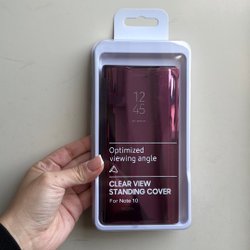 12
45
Optimized
viewing angle
CLEAR VIEW
STANDING COVER
For Note 10